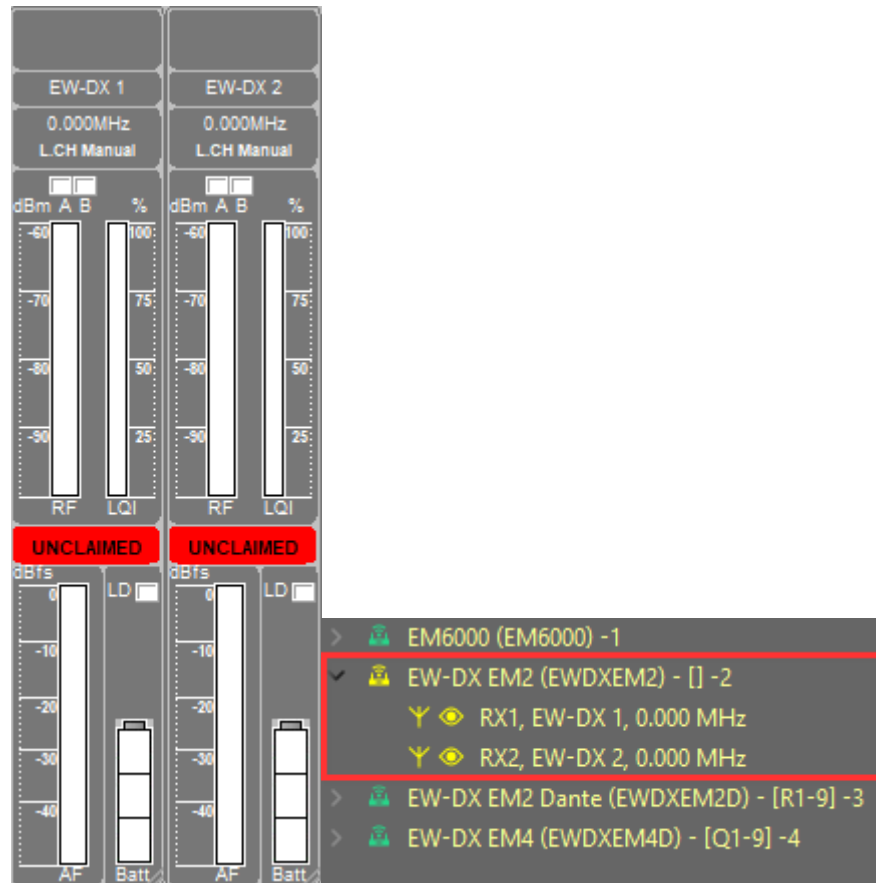 EW-DX 1
0.000MHz
L.CH Manual
dBm A B %
-60 100
-70 75
-80 50
-90 25
RF LQI
UNCLAIMED
dBfs
0 LD
-10
-20
-30
-40
AF Batt
EW-DX 2
0.000MHz
L.CH Manual
dBm A B %
-60 100
-70 75
-80 50
-90 25
RF LQI
UNCLAIMED
dBfs
0 LD
-10
-20
-30
-40
AF Batt
EM6000 (EM6000) -1
EW-DX EM2 (EWDXEM2) - [] -2
RX1, EW-DX 1, 0.000 MHz
RX2, EW-DX 2, 0.000 MHz
EW-DX EM2 Dante (EWDXEM2D) - [R1-9] -3
EW-DX EM4 (EWDXEM4D) - [Q1-9] -4